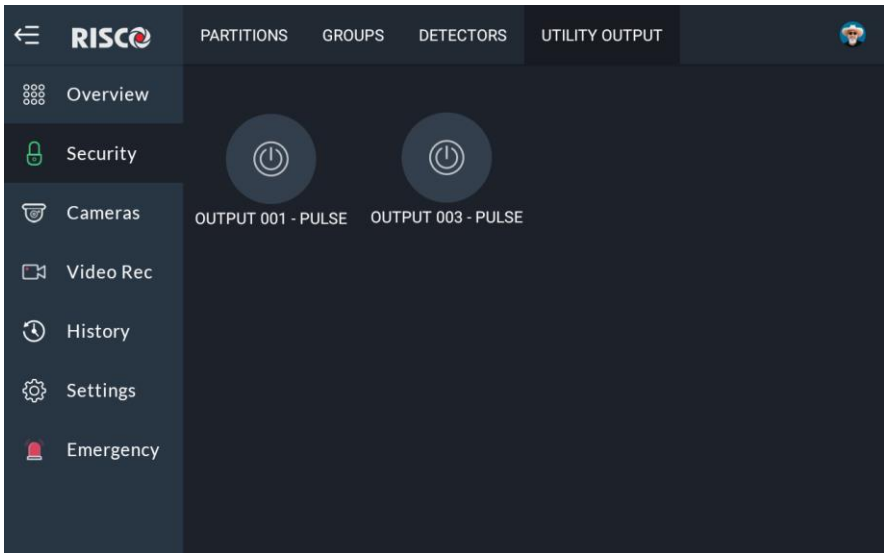 RISCO
PARTITIONS GROUPS DETECTORS UTILITY OUTPUT
Overview
Security
Cameras
Video Rec
History
Settings
Emergency
OUTPUT 001 - PULSE
OUTPUT 003 - PULSE